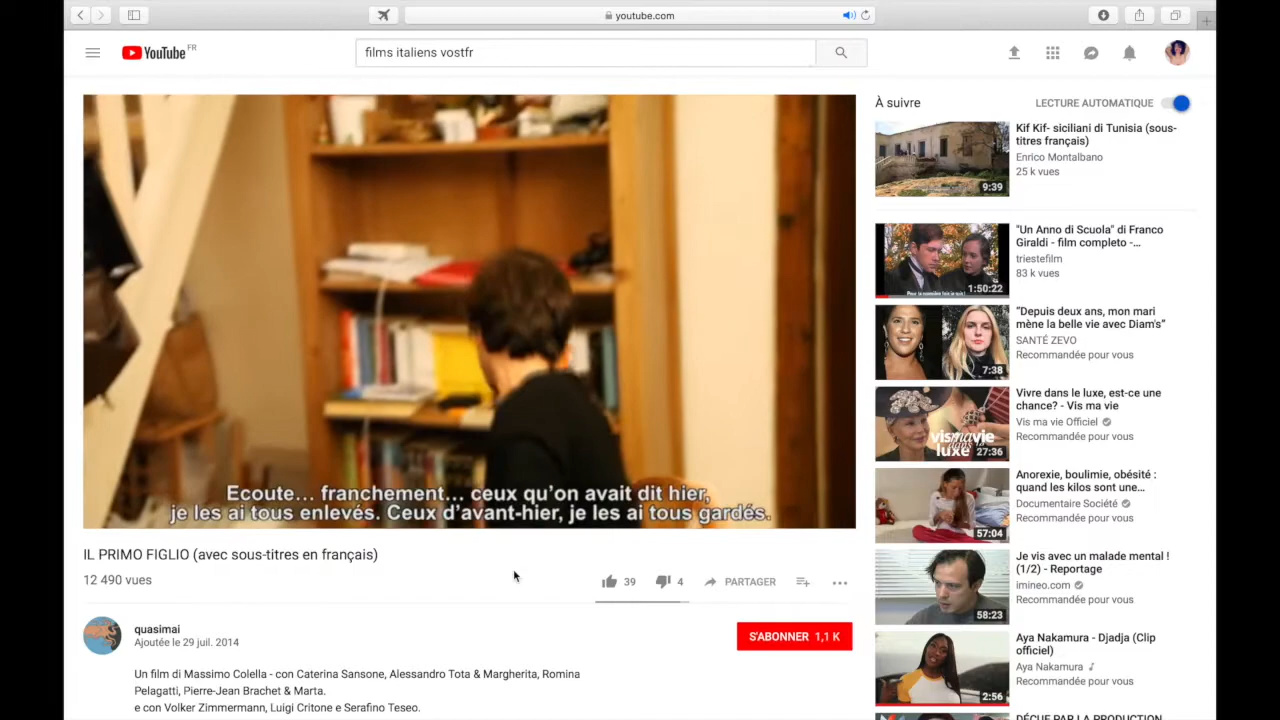 youtube.com
YouTube FR
films italiens vostfr
Ecoute... franchement... ceux qu'on avait dit hier,
je les ai tous enlevés. Ceux d'avant-hier, je les ai tous gardés.
IL PRIMO FIGLIO (avec sous-titres en français)
12 490 vues
39
4
PARTAGER
quasimai
Ajoutée le 29 juil. 2014
S'ABONNER 1,1 K
Un film di Massimo Colella - con Caterina Sansone, Alessandro Tota & Margherita, Romina
Pelagatti, Pierre-Jean Brachet & Marta.
e con Volker Zimmermann, Luigi Critone e Serafino Teseo.
À suivre
LECTURE AUTOMATIQUE
9:39
Kif Kif- siciliani di Tunisia (sous-
titres français)
Enrico Montalbano
25 k vues
1:50:22
"Un Anno di Scuola" di Franco
Giraldi - film completo -...
triestefilm
83 k vues
7:38
"Depuis deux ans, mon mari
mène la belle vie avec Diam's"
SANTÉ ZEVO
Recommandée pour vous
vismavie
dans le
luxe
27:36
Vivre dans le luxe, est-ce une
chance? - Vis ma vie
Vis ma vie Officiel
Recommandée pour vous
57:04
Anorexie, boulimie, obésité :
quand les kilos sont une...
Documentaire Société
Recommandée pour vous
58:23
Je vis avec un malade mental !
(1/2) - Reportage
imineo.com
Recommandée pour vous
2:56
Aya Nakamura - Djadja (Clip
officiel)
Aya Nakamura
Recommandée pour vous
DÉÇUE PAR LA PRODUCTION